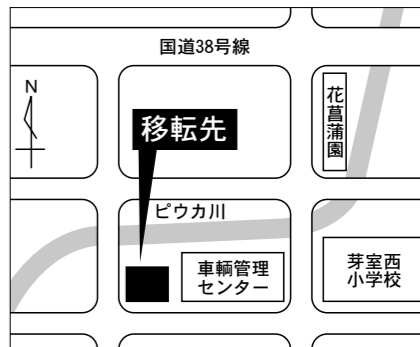 国道38号線
N
花菖蒲園
移転先
ピウカ川
車輌管理
センター
芽室西
小学校